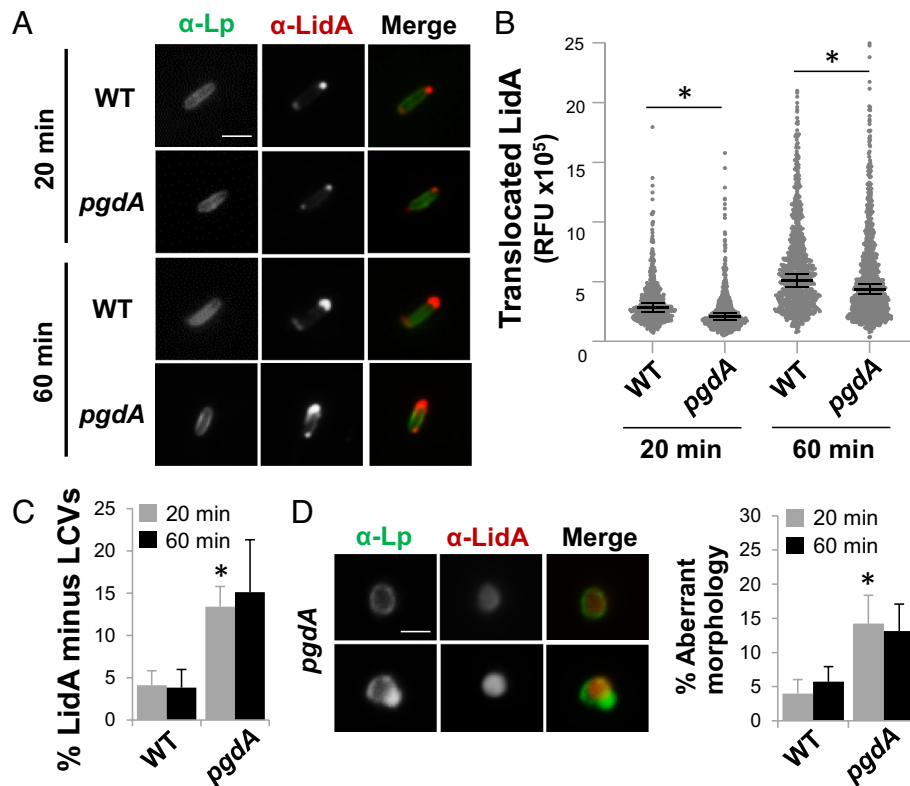 A
α-Lp α-LidA Merge
20 min
WT
pgdA
60 min
WT
pgdA
B
Translocated LidA
(RFU x10⁵)
25
20
15
10
5
0
*
*
WT pgdA WT pgdA
20 min 60 min
C
% LidA minus LCVs
25
20
15
10
5
0
20 min
60 min
*
WT pgdA
D
α-Lp α-LidA Merge
pgdA
% Aberrant
morphology
30
25
20
15
10
5
0
20 min
60 min
*
WT pgdA